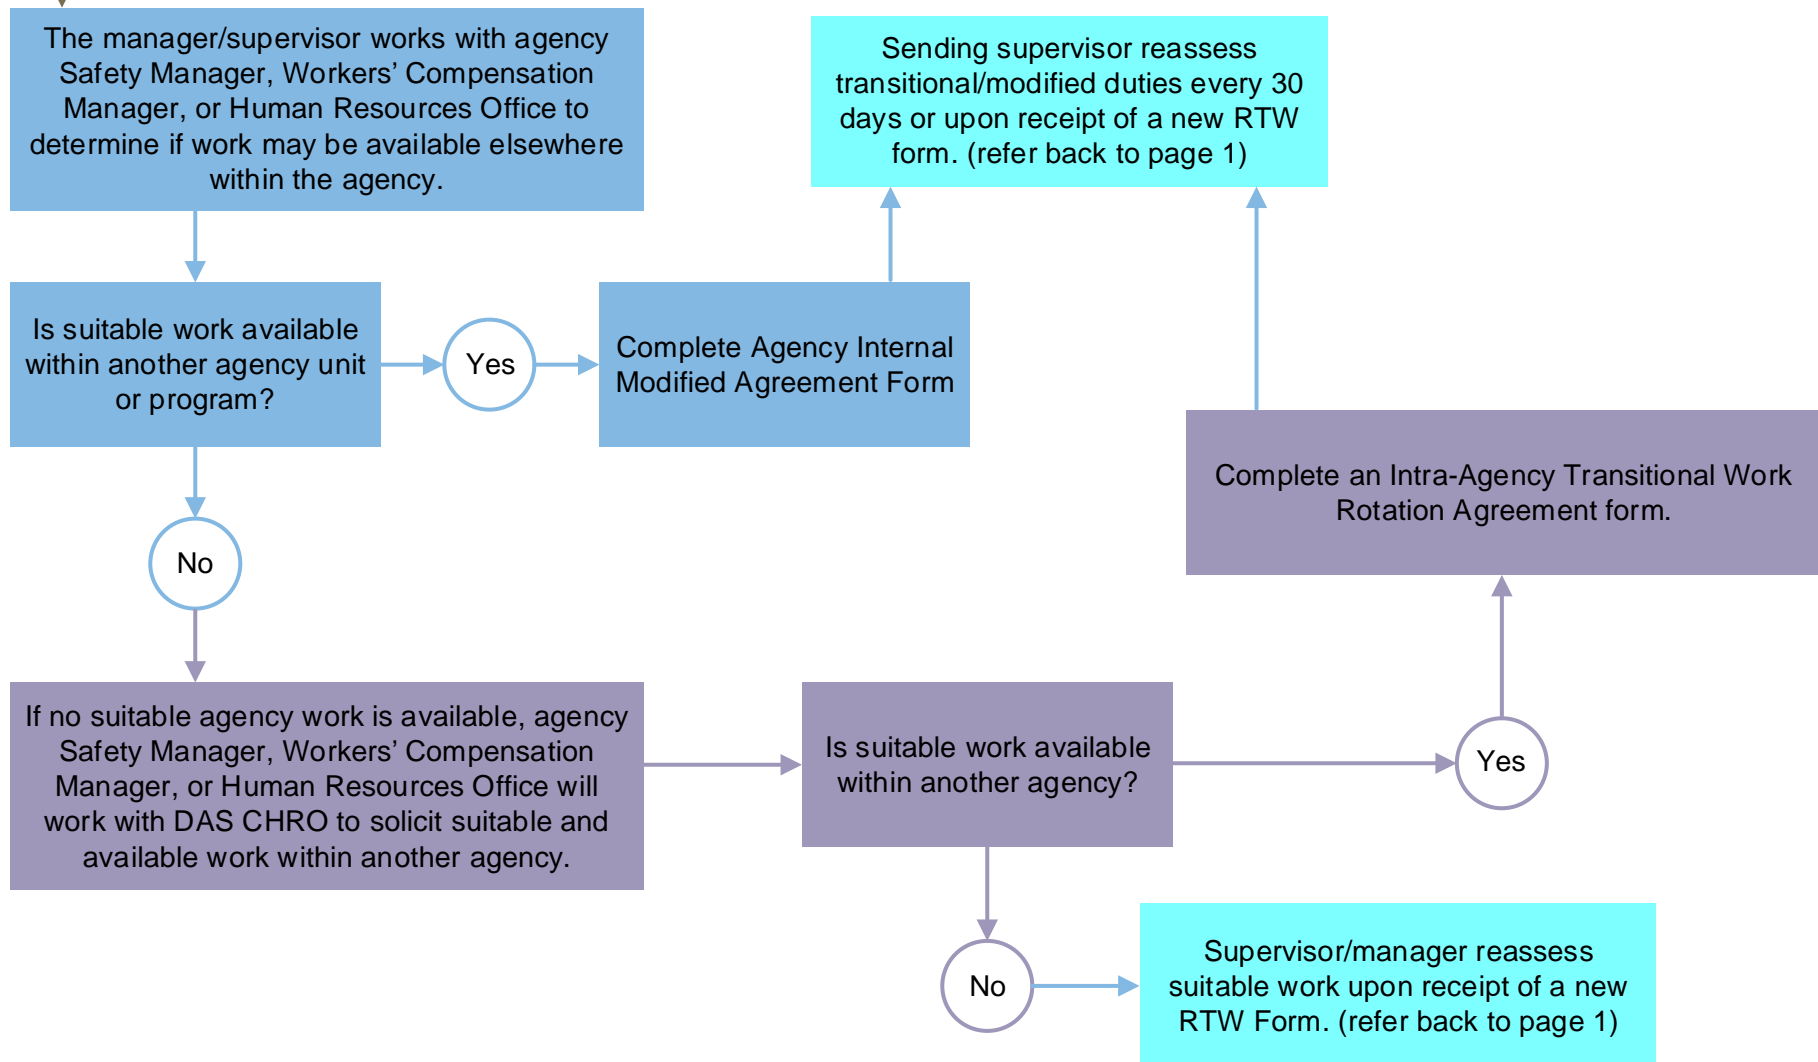 The manager/supervisor works with agency
Safety Manager, Workers’ Compensation
Manager, or Human Resources Office to
determine if work may be available elsewhere
within the agency.
Sending supervisor reassess
transitional/modified duties every 30
days or upon receipt of a new RTW
form. (refer back to page 1)
Is suitable work available
within another agency unit
or program?
Yes
Complete Agency Internal
Modified Agreement Form
Complete an Intra-Agency Transitional Work
Rotation Agreement form.
No
If no suitable agency work is available, agency
Safety Manager, Workers’ Compensation
Manager, or Human Resources Office will
work with DAS CHRO to solicit suitable and
available work within another agency.
Is suitable work available
within another agency?
Yes
No
Supervisor/manager reassess
suitable work upon receipt of a new
RTW Form. (refer back to page 1)